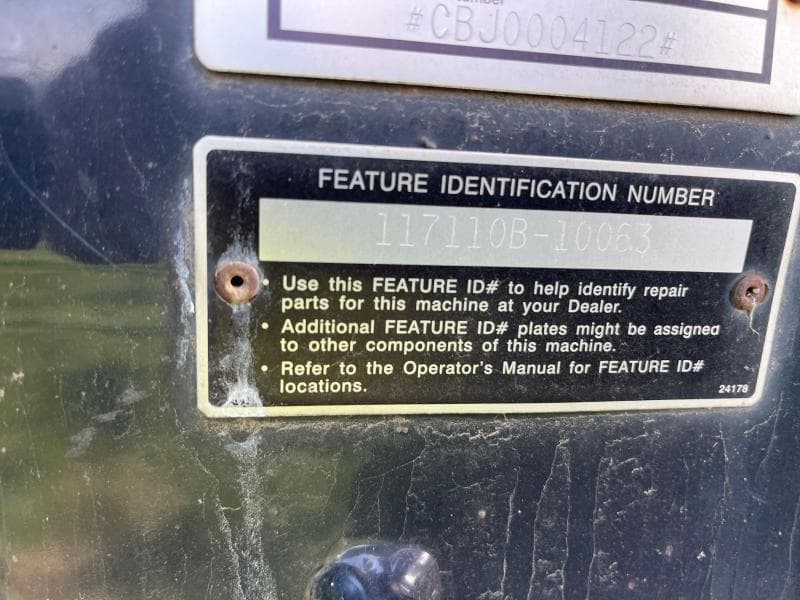 #CBJ0004122#
FEATURE IDENTIFICATION NUMBER
117110B-10063
• Use this FEATURE ID# to help identify repair
parts for this machine at your Dealer.
• Additional FEATURE ID# plates might be assigned
to other components of this machine.
• Refer to the Operator's Manual for FEATURE ID#
locations.
24178